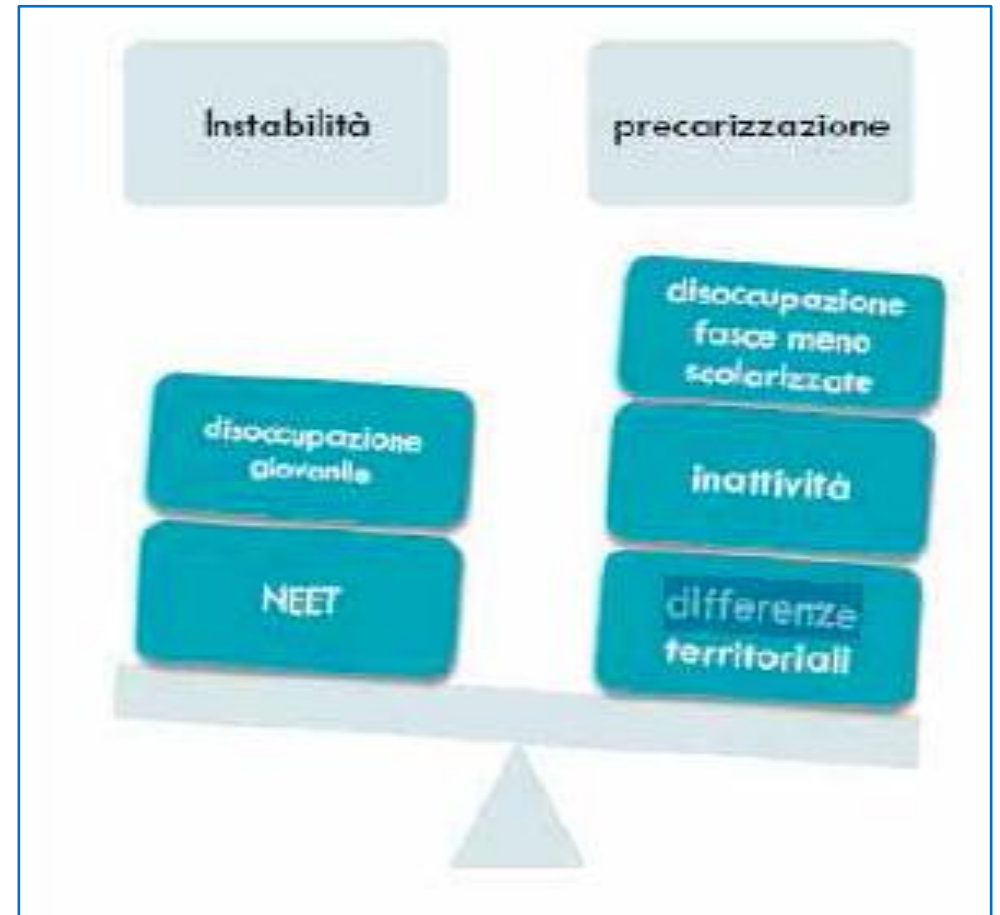 Instabilità
precarizzazione
disoccupazione
giovanile
NEET
disoccupazione
fasce meno
scolarizzate
inattività
differenze
territoriali